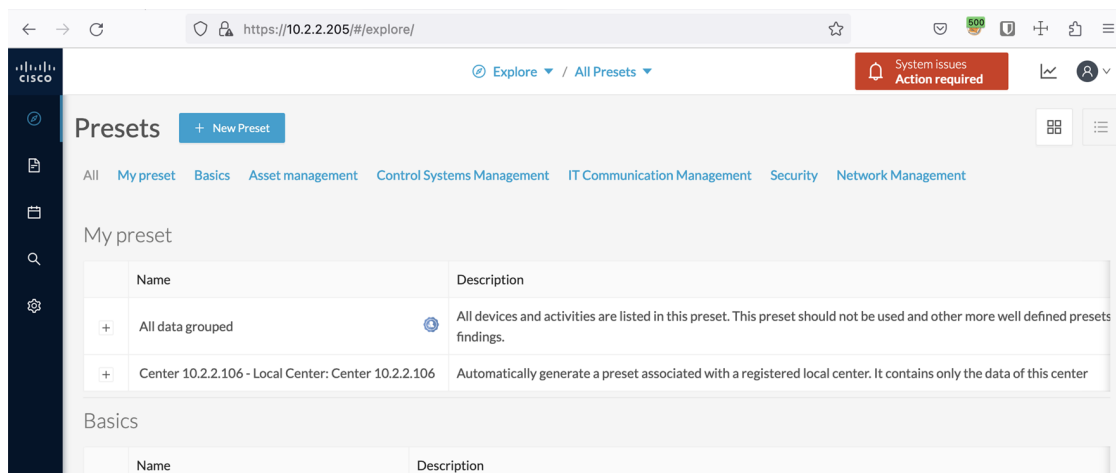 https://10.2.2.205/#/explore/
500
cisco
Explore / All Presets
System issues
Action required
Presets
+ New Preset
All My preset Basics Asset management Control Systems Management IT Communication Management Security Network Management
My preset
Name Description
All data grouped
All devices and activities are listed in this preset. This preset should not be used and other more well defined presets
findings.
Center 10.2.2.106 - Local Center: Center 10.2.2.106 Automatically generate a preset associated with a registered local center. It contains only the data of this center
Basics
Name Description